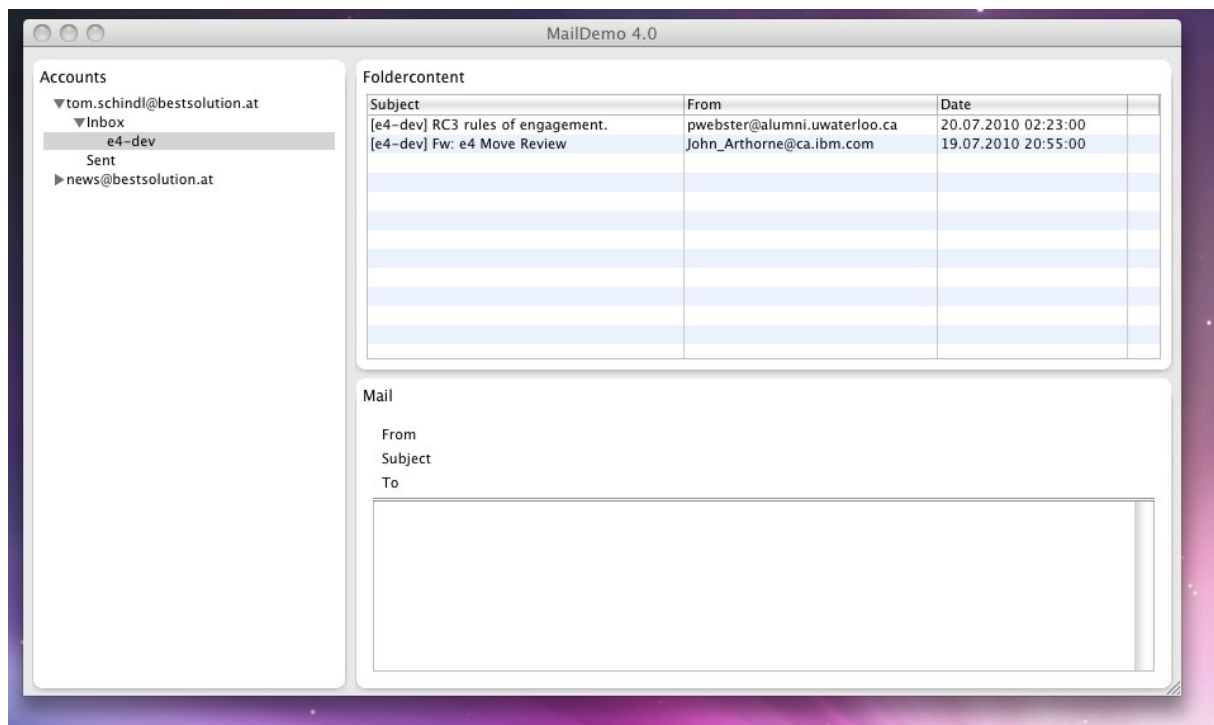 MailDemo 4.0
Accounts
tom.schindl@bestsolution.at
Inbox
e4-dev
Sent
news@bestsolution.at
Foldercontent
Subject From Date
[e4-dev] RC3 rules of engagement. pwebster@alumni.uwaterloo.ca 20.07.2010 02:23:00
[e4-dev] Fw: e4 Move Review John_Arthorne@ca.ibm.com 19.07.2010 20:55:00
Mail
From
Subject
To